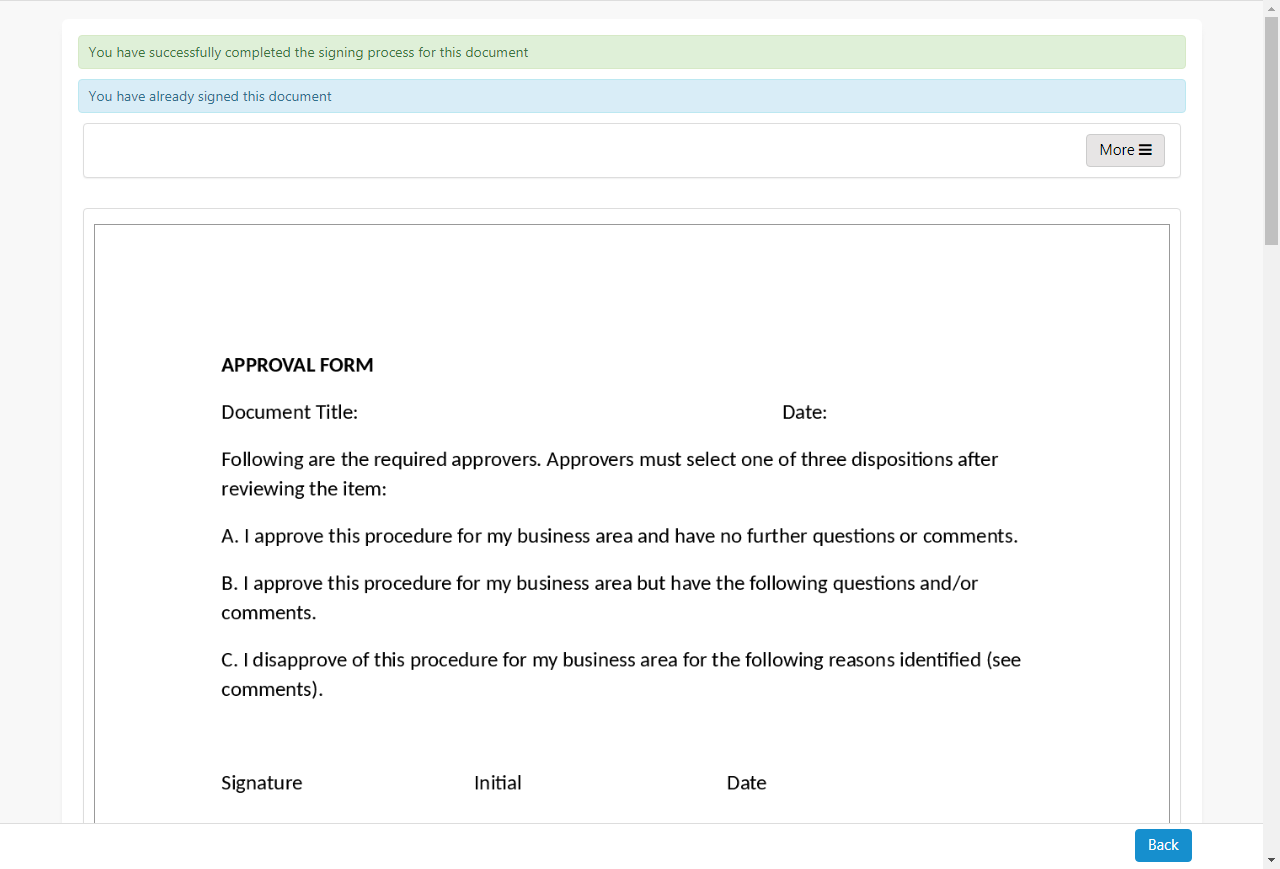 You have successfully completed the signing process for this document
You have already signed this document
More
APPROVAL FORM
Document Title: Date:
Following are the required approvers. Approvers must select one of three dispositions after
reviewing the item:
A. I approve this procedure for my business area and have no further questions or comments.
B. I approve this procedure for my business area but have the following questions and/or
comments.
C. I disapprove of this procedure for my business area for the following reasons identified (see
comments).
Signature Initial Date
Back